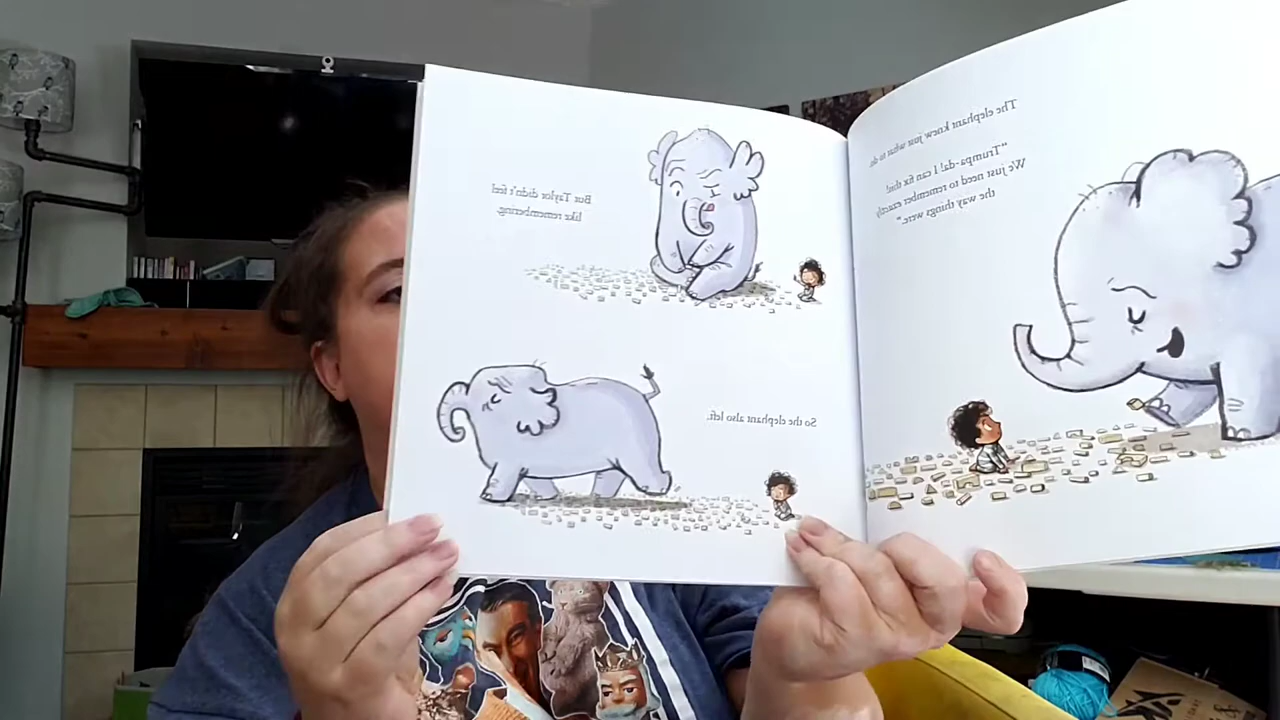 The elephant knew just what to do.
"Trumpa-da! I can fix this!
We just need to remember exactly
the way things were."
But Taylor didn't feel
like remembering.
So the elephant also left.